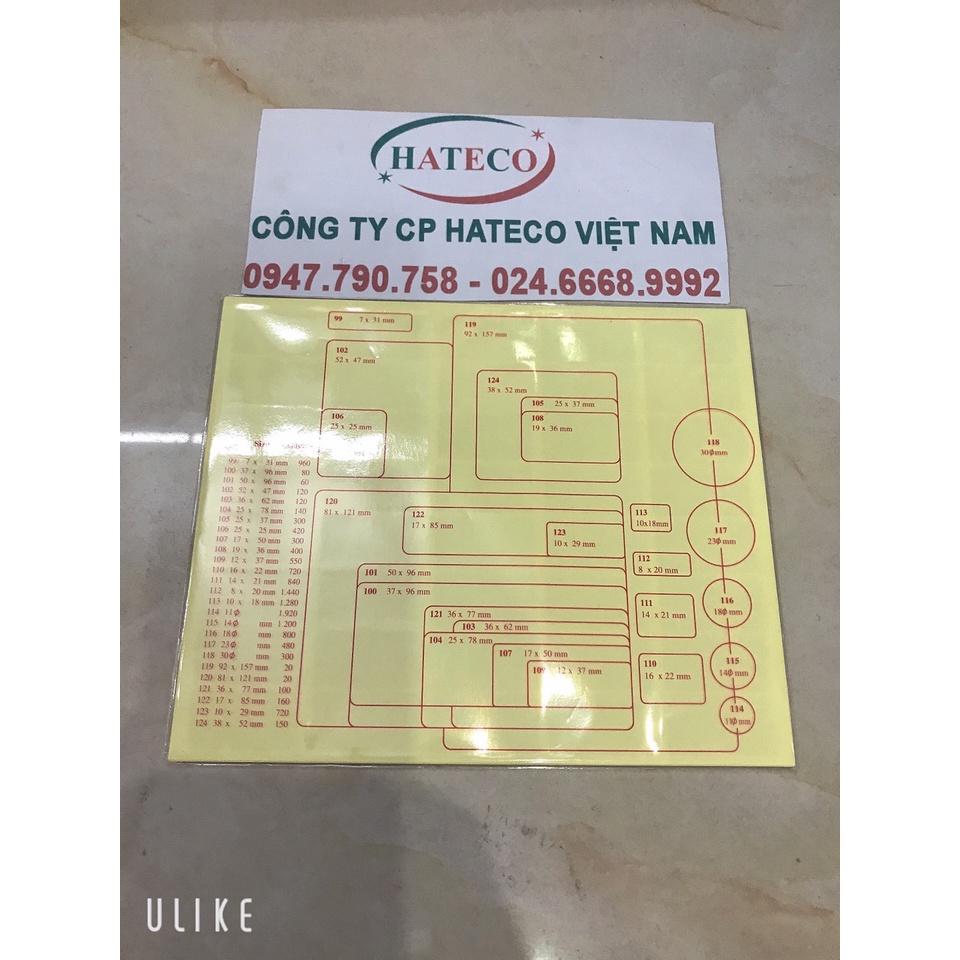 HATECO
CÔNG TY CP HATECO VIỆT NAM
0947.790.758 - 024.6668.9992
99 7 x 31 mm
119
92 x 157 mm
102
52 x 47 mm
124
38 x 52 mm
105 25 x 37 mm
108
19 x 36 mm
106
25 x 25 mm
118
30ϕmm
Size
99 7 x 31 mm 960
100 37 x 96 mm 80
101 50 x 96 mm 60
102 52 x 47 mm 120
103 36 x 62 mm 120
104 25 x 78 mm 140
105 25 x 37 mm 300
106 25 x 25 mm 420
107 17 x 50 mm 300
108 19 x 36 mm 400
109 12 x 37 mm 550
110 16 x 22 mm 720
111 14 x 21 mm 840
112 8 x 20 mm 1.440
113 10 x 18 mm 1.280
114 11ϕ 1.920
115 14ϕ mm 1.200
116 18ϕ mm 800
117 23ϕ mm 480
118 30ϕ mm 300
119 92 x 157 mm 20
120 81 x 121 mm 20
121 36 x 77 mm 100
122 17 x 85 mm 160
123 10 x 29 mm 720
124 38 x 52 mm 150
120
81 x 121 mm
122
17 x 85 mm
123
10 x 29 mm
113
10x18mm
117
23ϕmm
112
8 x 20 mm
101 50 x 96 mm
100 37 x 96 mm
121 36 x 77 mm
103 36 x 62 mm
104 25 x 78 mm
107 17 x 50 mm
109 12 x 37 mm
111
14 x 21 mm
116
18ϕmm
110
16 x 22 mm
115
14ϕmm
114
11ϕmm
ULIKE